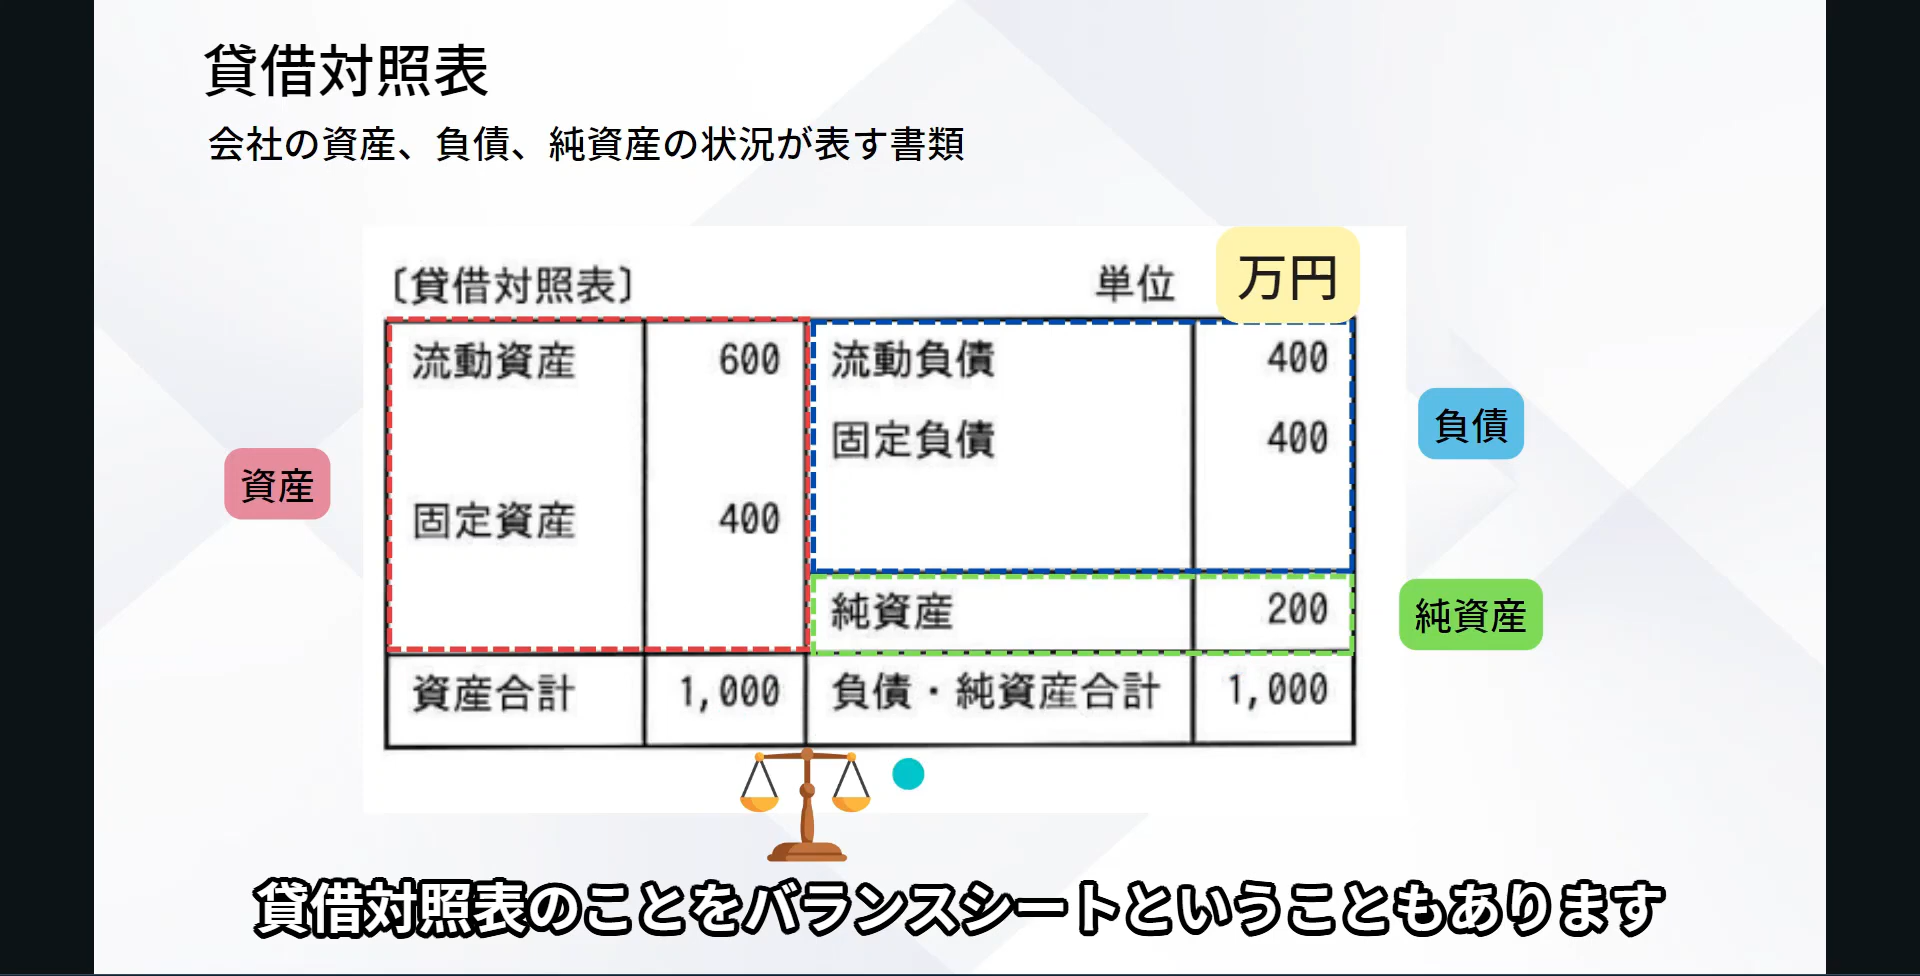 貸借対照表
会社の資産、負債、純資産の状況が表す書類
〔貸借対照表〕 単位 万円
流動資産 600 流動負債 400
固定負債 400
負債
資産
固定資産 400
純資産 200
純資産
資産合計 1,000 負債・純資産合計 1,000
貸借対照表のことをバランスシートということもあります